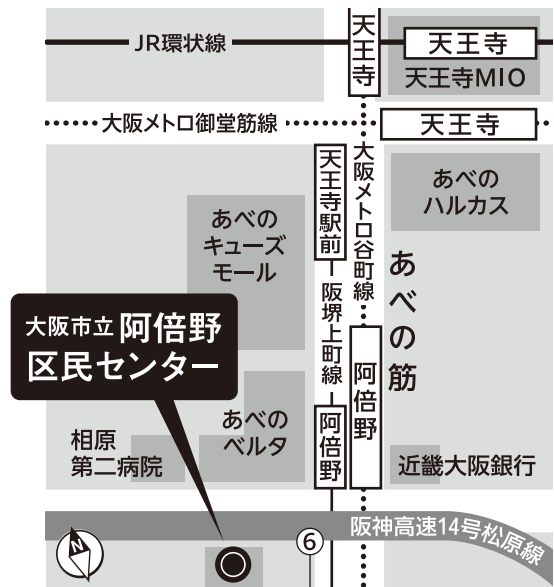 JR環状線
天王寺
天王寺
天王寺MIO
大阪メトロ御堂筋線
天王寺
天王寺駅前
大阪メトロ谷町線
あべの
ハルカス
あべの
キューズ
モール
あべの筋
阪堺上町線
大阪市立 阿倍野
区民センター
阿倍野
あべの
ベルタ
阿倍野
相原
第二病院
近畿大阪銀行
阪神高速14号松原線
N
6